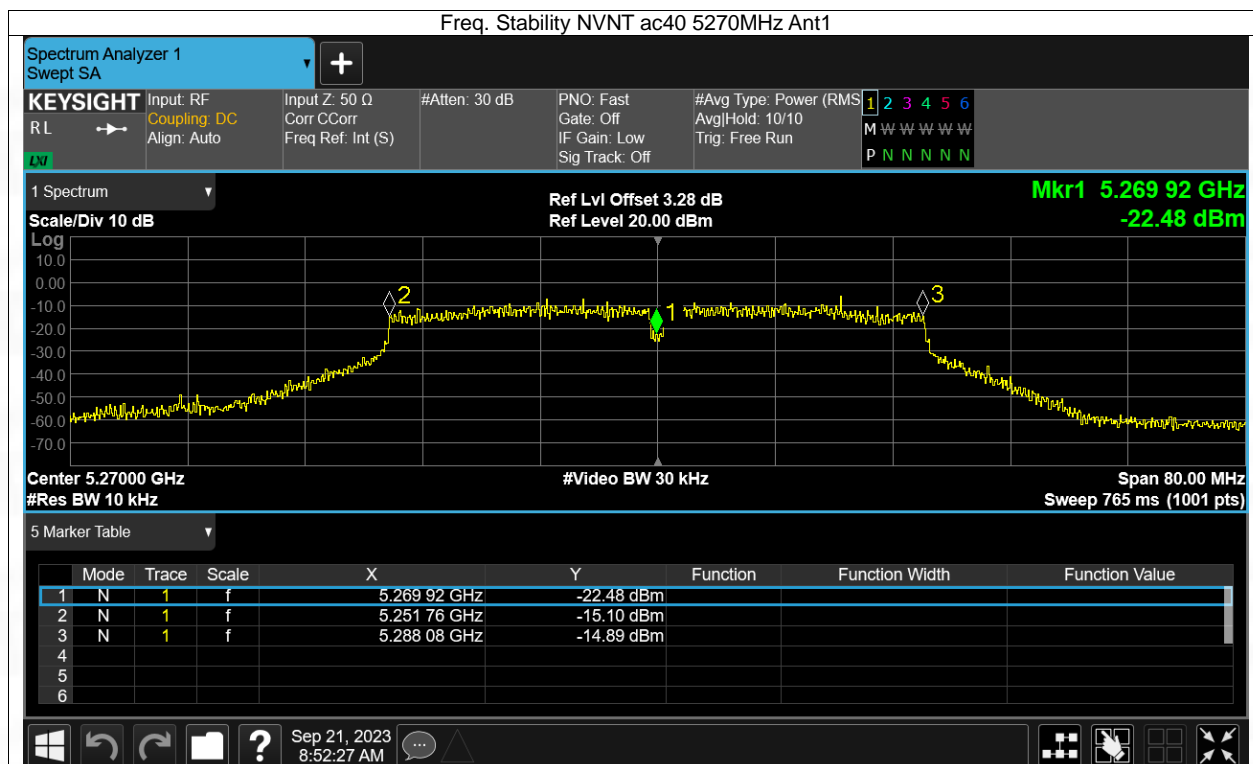 Freq. Stability NVNT ac40 5270MHz Ant1
Spectrum Analyzer 1
Swept SA
KEYSIGHT Input: RF Input Z: 50 Ω #Atten: 30 dB PNO: Fast #Avg Type: Power (RMS 1 2 3 4 5 6
RL Coupling: DC Corr CCorr Gate: Off Avg|Hold: 10/10 M W W W W W W
Align: Auto Freq Ref: Int (S) IF Gain: Low Trig: Free Run
LXI Sig Track: Off P N N N N N N
1 Spectrum Ref Lvl Offset 3.28 dB Mkr1 5.269 92 GHz
Scale/Div 10 dB Ref Level 20.00 dBm -22.48 dBm
Log
10.0
0.00
-10.0
-20.0
-30.0
-40.0
-50.0
-60.0
-70.0
2 1 3
Center 5.27000 GHz #Video BW 30 kHz Span 80.00 MHz
#Res BW 10 kHz Sweep 765 ms (1001 pts)
5 Marker Table
Mode Trace Scale X Y Function Function Width Function Value
1 N 1 f 5.269 92 GHz -22.48 dBm
2 N 1 f 5.251 76 GHz -15.10 dBm
3 N 1 f 5.288 08 GHz -14.89 dBm
4
5
6
? Sep 21, 2023
8:52:27 AM